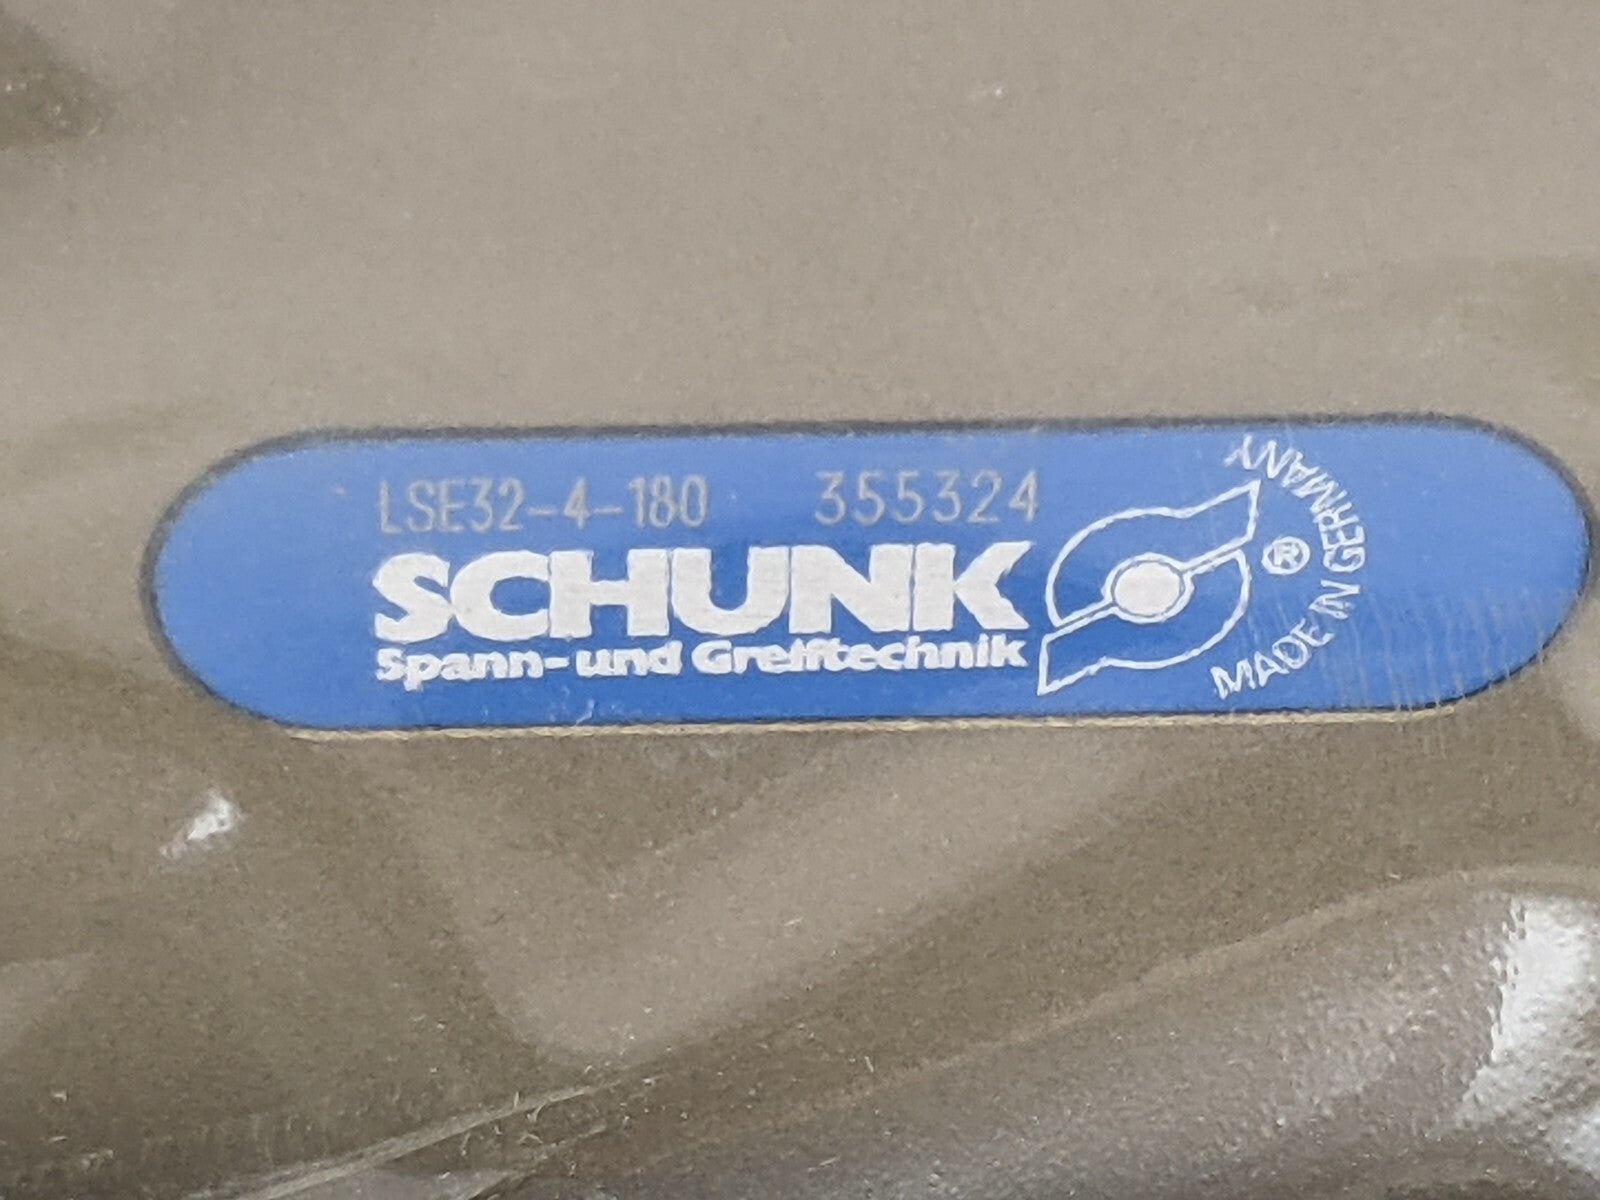 LSE32-4-180 355324
SCHUNK
Spann- und Greiftechnik
®
MADE IN GERMANY